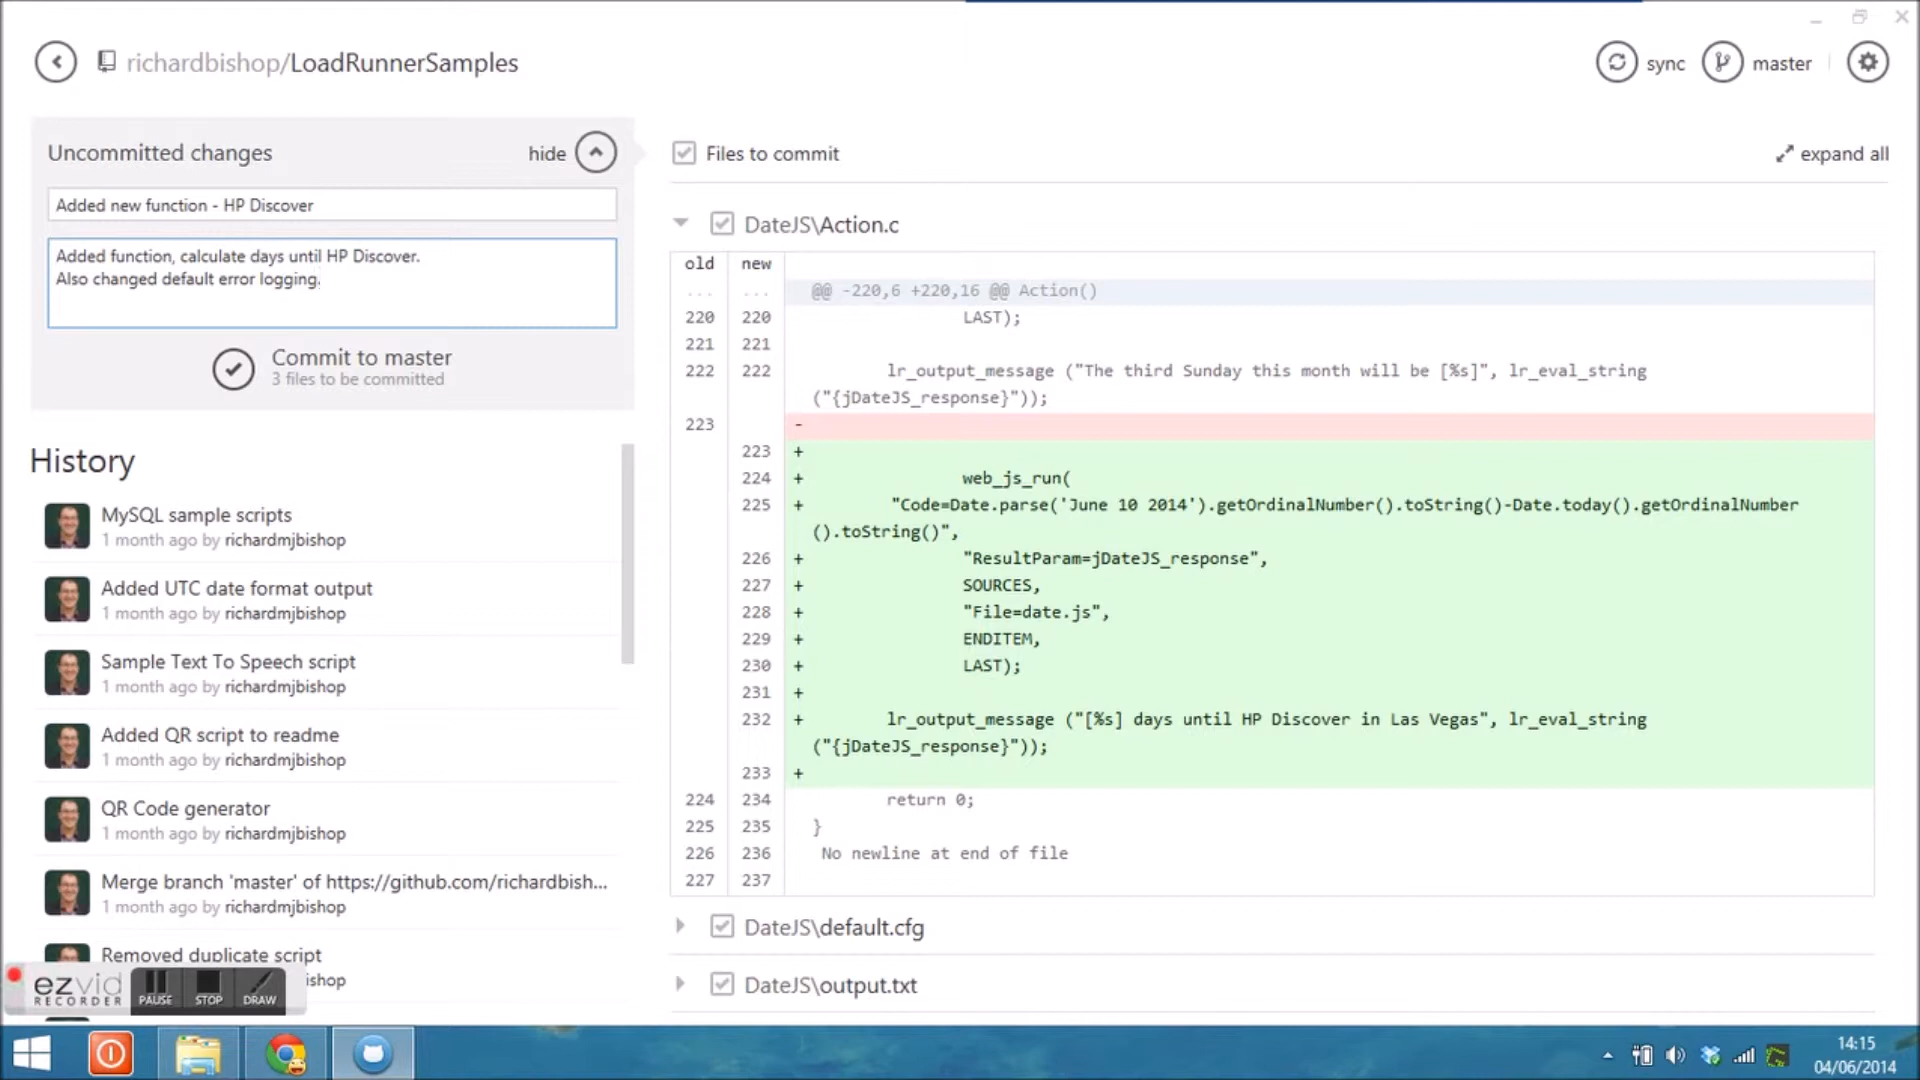 richardbishop/LoadRunnerSamples
sync
master
Uncommitted changes
hide
Added new function - HP Discover
Added function, calculate days until HP Discover.
Also changed default error logging.
Commit to master
3 files to be committed
History
MySQL sample scripts
1 month ago by richardmjbishop
Added UTC date format output
1 month ago by richardmjbishop
Sample Text To Speech script
1 month ago by richardmjbishop
Added QR script to readme
1 month ago by richardmjbishop
QR Code generator
1 month ago by richardmjbishop
Merge branch 'master' of https://github.com/richardbish...
1 month ago by richardmjbishop
Removed duplicate script
ishop
Files to commit
expand all
DateJS\Action.c
old new
... ... @@ -220,6 +220,16 @@ Action()
220 220 LAST);
221 221
222 222 lr_output_message ("The third Sunday this month will be [%s]", lr_eval_string
("{jDateJS_response}"));
223 -
223 +
224 + web_js_run(
225 + "Code=Date.parse('June 10 2014').getOrdinalNumber().toString()-Date.today().getOrdinalNumber
().toString()",
226 + "ResultParam=jDateJS_response",
227 + SOURCES,
228 + "File=date.js",
229 + ENDITEM,
230 + LAST);
231 +
232 + lr_output_message ("[%s] days until HP Discover in Las Vegas", lr_eval_string
("{jDateJS_response}"));
233 +
224 234 return 0;
225 235 }
226 236 No newline at end of file
227 237
DateJS\default.cfg
DateJS\output.txt
ezvid
RECORDER
PAUSE STOP DRAW
14:15
04/06/2014